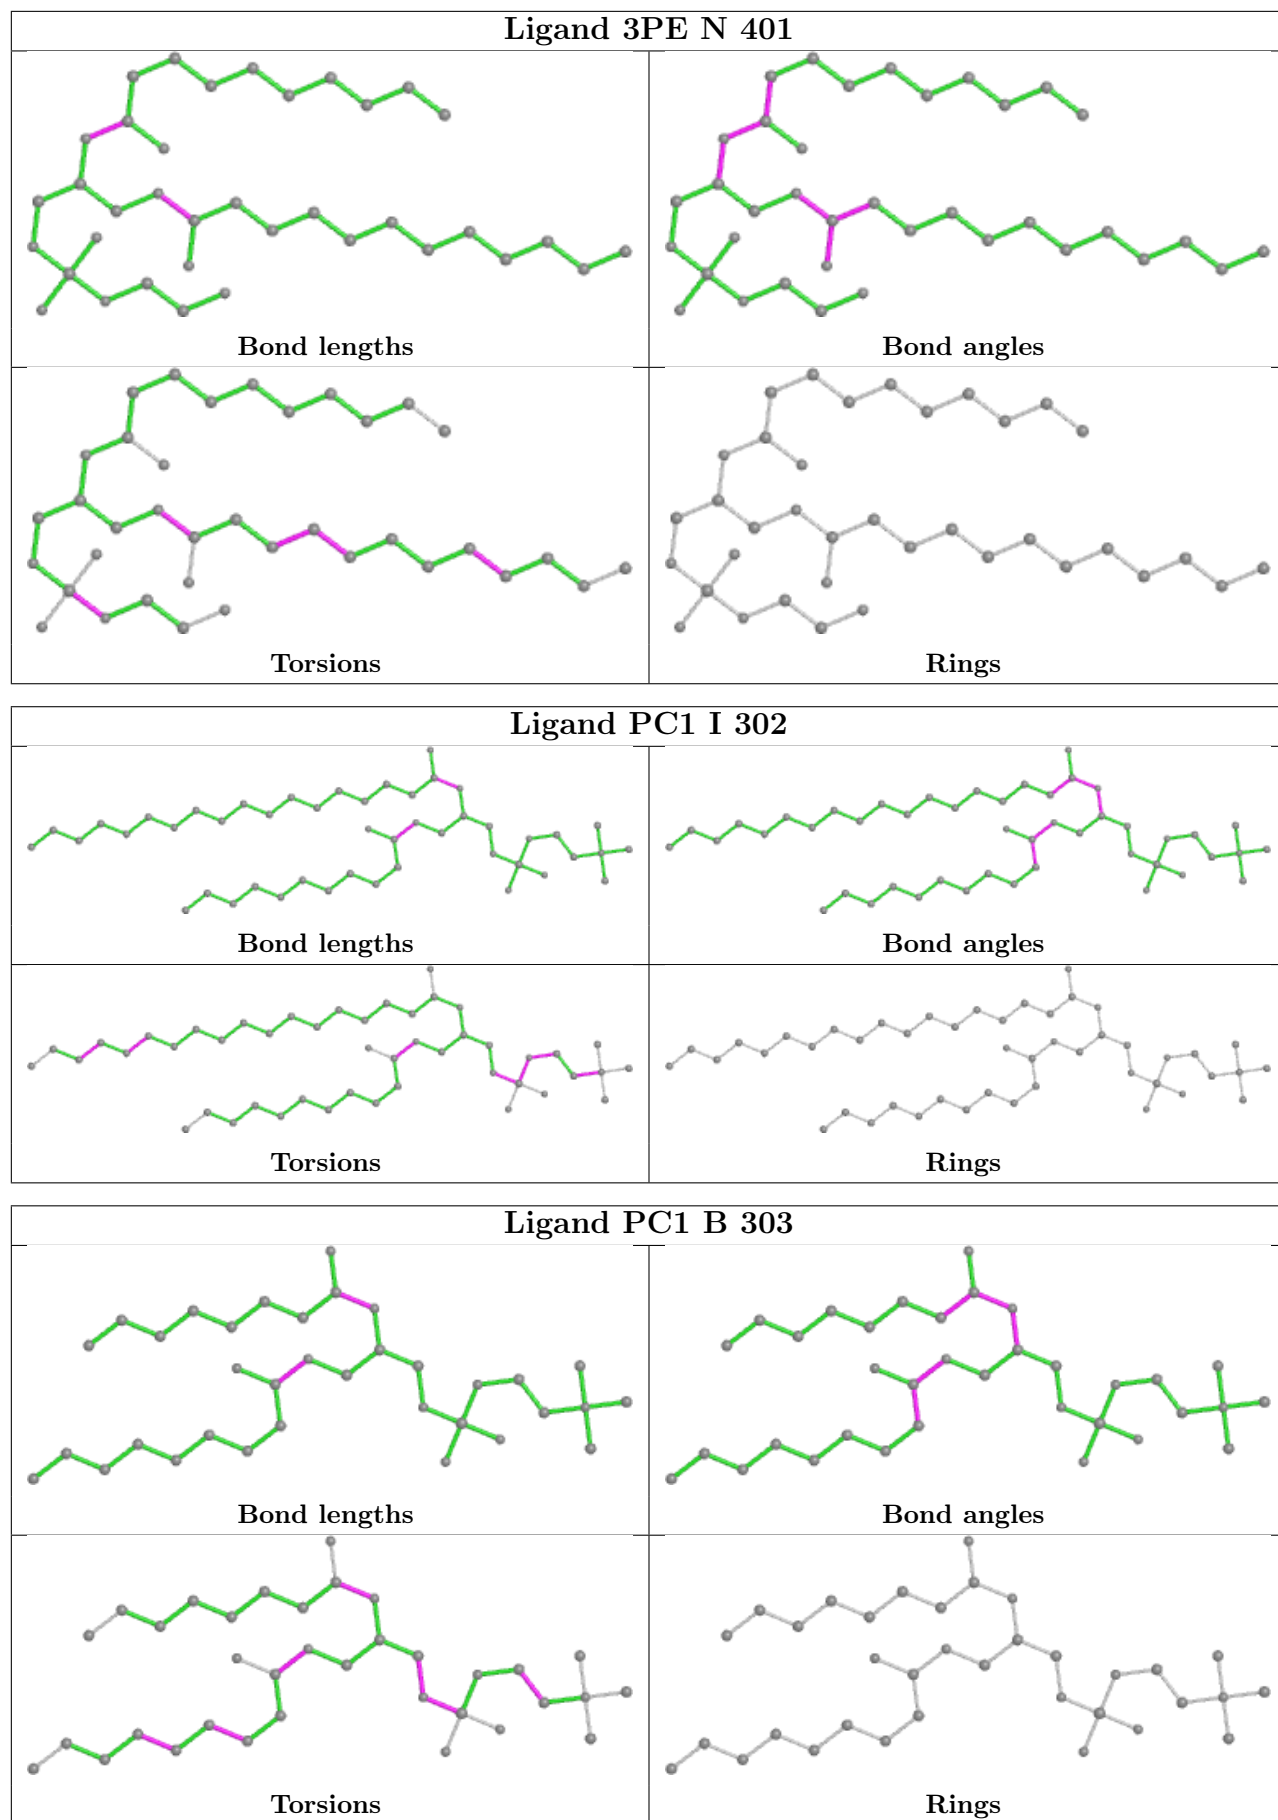 Ligand 3PE N 401
Bond lengths
Bond angles
Torsions
Rings
Ligand PC1 I 302
Bond lengths
Bond angles
Torsions
Rings
Ligand PC1 B 303
Bond lengths
Bond angles
Torsions
Rings